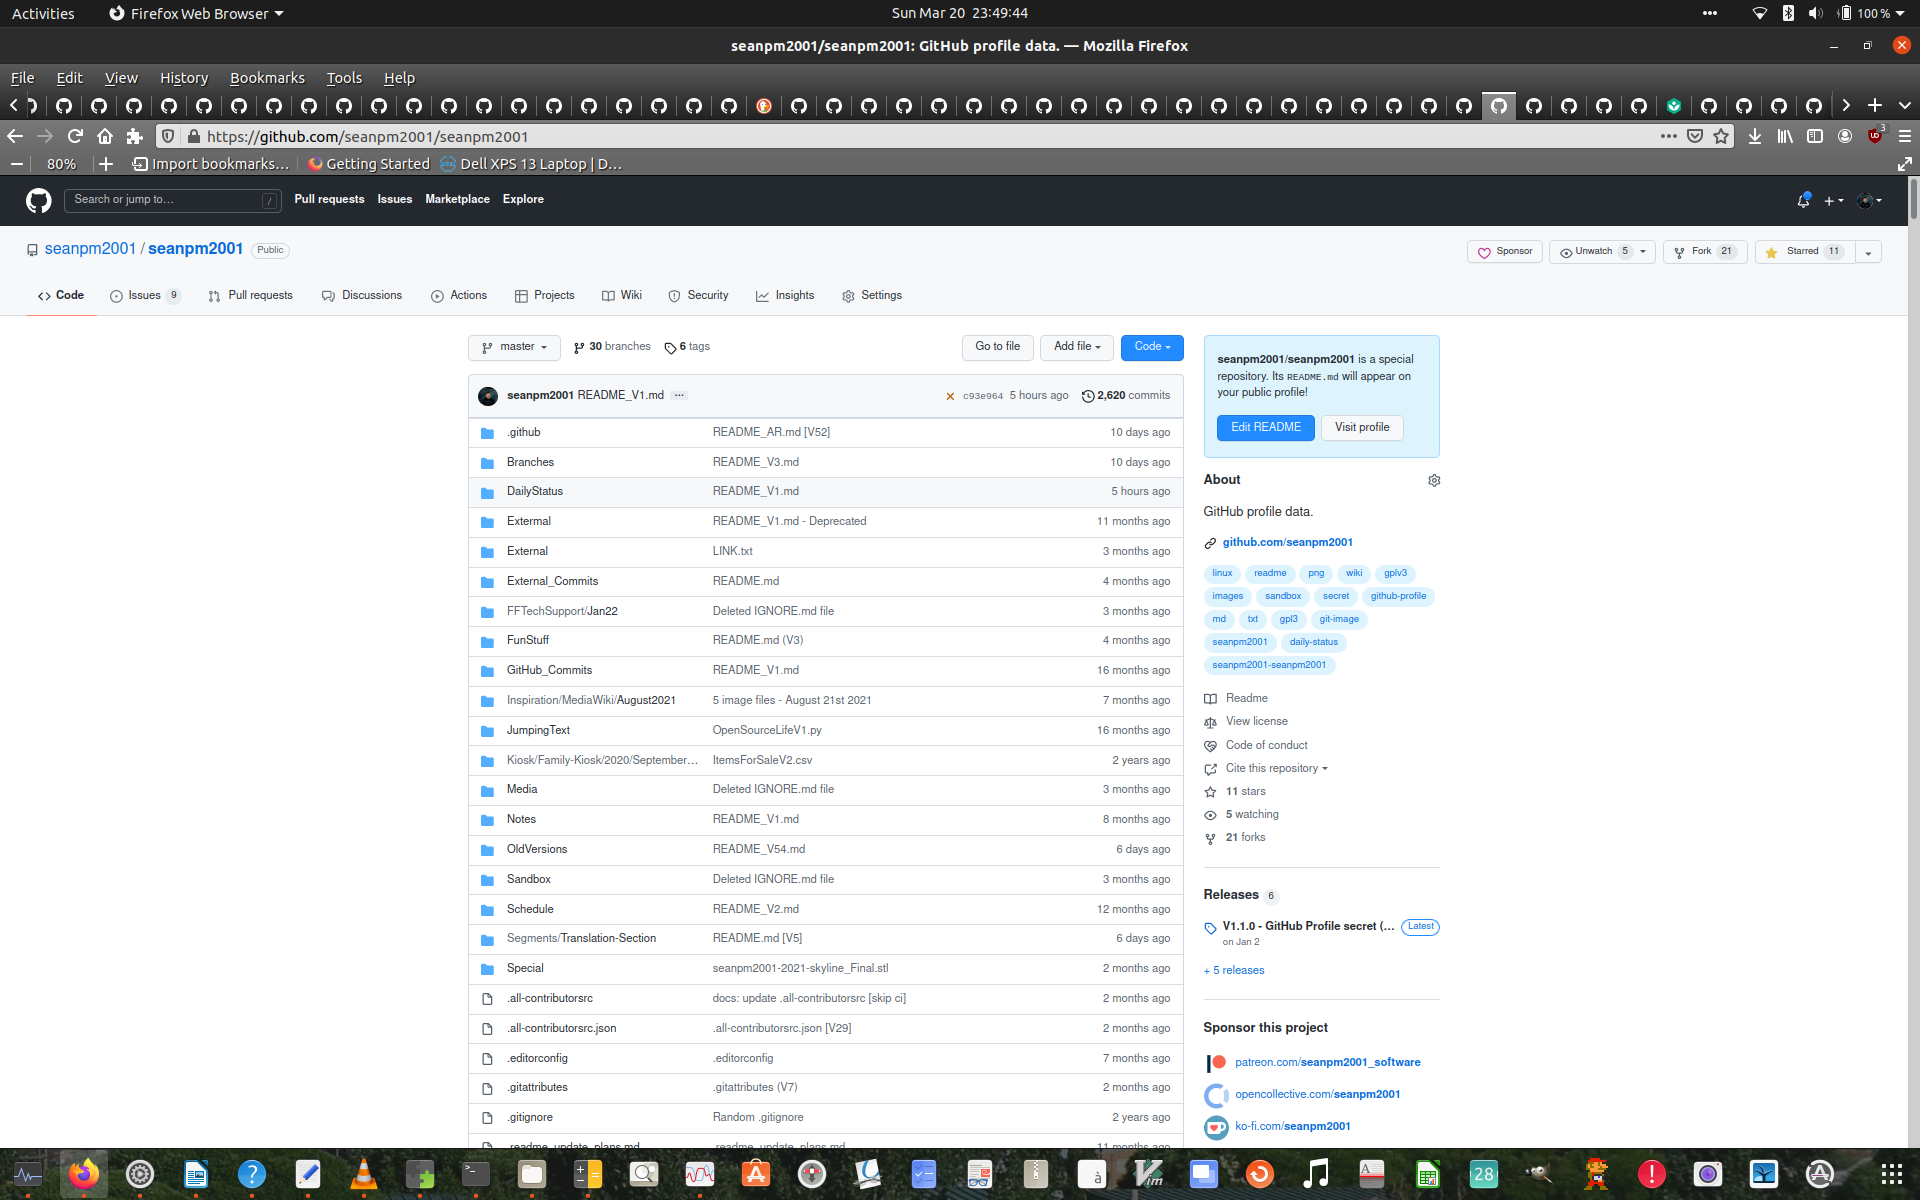 Activities Firefox Web Browser Sun Mar 20 23:49:44 100 %
seanpm2001/seanpm2001: GitHub profile data. — Mozilla Firefox
File Edit View History Bookmarks Tools Help
https://github.com/seanpm2001/seanpm2001 3
80% Import bookmarks… Getting Started Dell XPS 13 Laptop | D…
Search or jump to… / Pull requests Issues Marketplace Explore
seanpm2001 / seanpm2001 Public Sponsor Unwatch 5 Fork 21 Starred 11
Code Issues 9 Pull requests Discussions Actions Projects Wiki Security Insights Settings
master 30 branches 6 tags Go to file Add file Code
seanpm2001 README_V1.md ··· c93e964 5 hours ago 2,620 commits
.github README_AR.md [V52] 10 days ago
Branches README_V3.md 10 days ago
DailyStatus README_V1.md 5 hours ago
Extermal README_V1.md - Deprecated 11 months ago
External LINK.txt 3 months ago
External_Commits README.md 4 months ago
FFTechSupport/Jan22 Deleted IGNORE.md file 3 months ago
FunStuff README.md (V3) 4 months ago
GitHub_Commits README_V1.md 16 months ago
Inspiration/MediaWiki/August2021 5 image files - August 21st 2021 7 months ago
JumpingText OpenSourceLifeV1.py 16 months ago
Kiosk/Family-Kiosk/2020/September… ItemsForSaleV2.csv 2 years ago
Media Deleted IGNORE.md file 3 months ago
Notes README_V1.md 8 months ago
OldVersions README_V54.md 6 days ago
Sandbox Deleted IGNORE.md file 3 months ago
Schedule README_V2.md 12 months ago
Segments/Translation-Section README.md [V5] 6 days ago
Special seanpm2001-2021-skyline_Final.stl 2 months ago
.all-contributorsrc docs: update .all-contributorsrc [skip ci] 2 months ago
.all-contributorsrc.json .all-contributorsrc.json [V29] 2 months ago
.editorconfig .editorconfig 7 months ago
.gitattributes .gitattributes (V7) 2 months ago
.gitignore Random .gitignore 2 years ago
.readme_update_plans.md .readme_update_plans.md 11 months ago
seanpm2001/seanpm2001 is a special
repository. Its README.md will appear on
your public profile!
Edit README Visit profile
About
GitHub profile data.
github.com/seanpm2001
linux readme png wiki gplv3
images sandbox secret github-profile
md txt gpl3 git-image
seanpm2001 daily-status
seanpm2001-seanpm2001
Readme
View license
Code of conduct
Cite this repository
11 stars
5 watching
21 forks
Releases 6
V1.1.0 - GitHub Profile secret (… Latest
on Jan 2
+ 5 releases
Sponsor this project
patreon.com/seanpm2001_software
opencollective.com/seanpm2001
ko-fi.com/seanpm2001
28